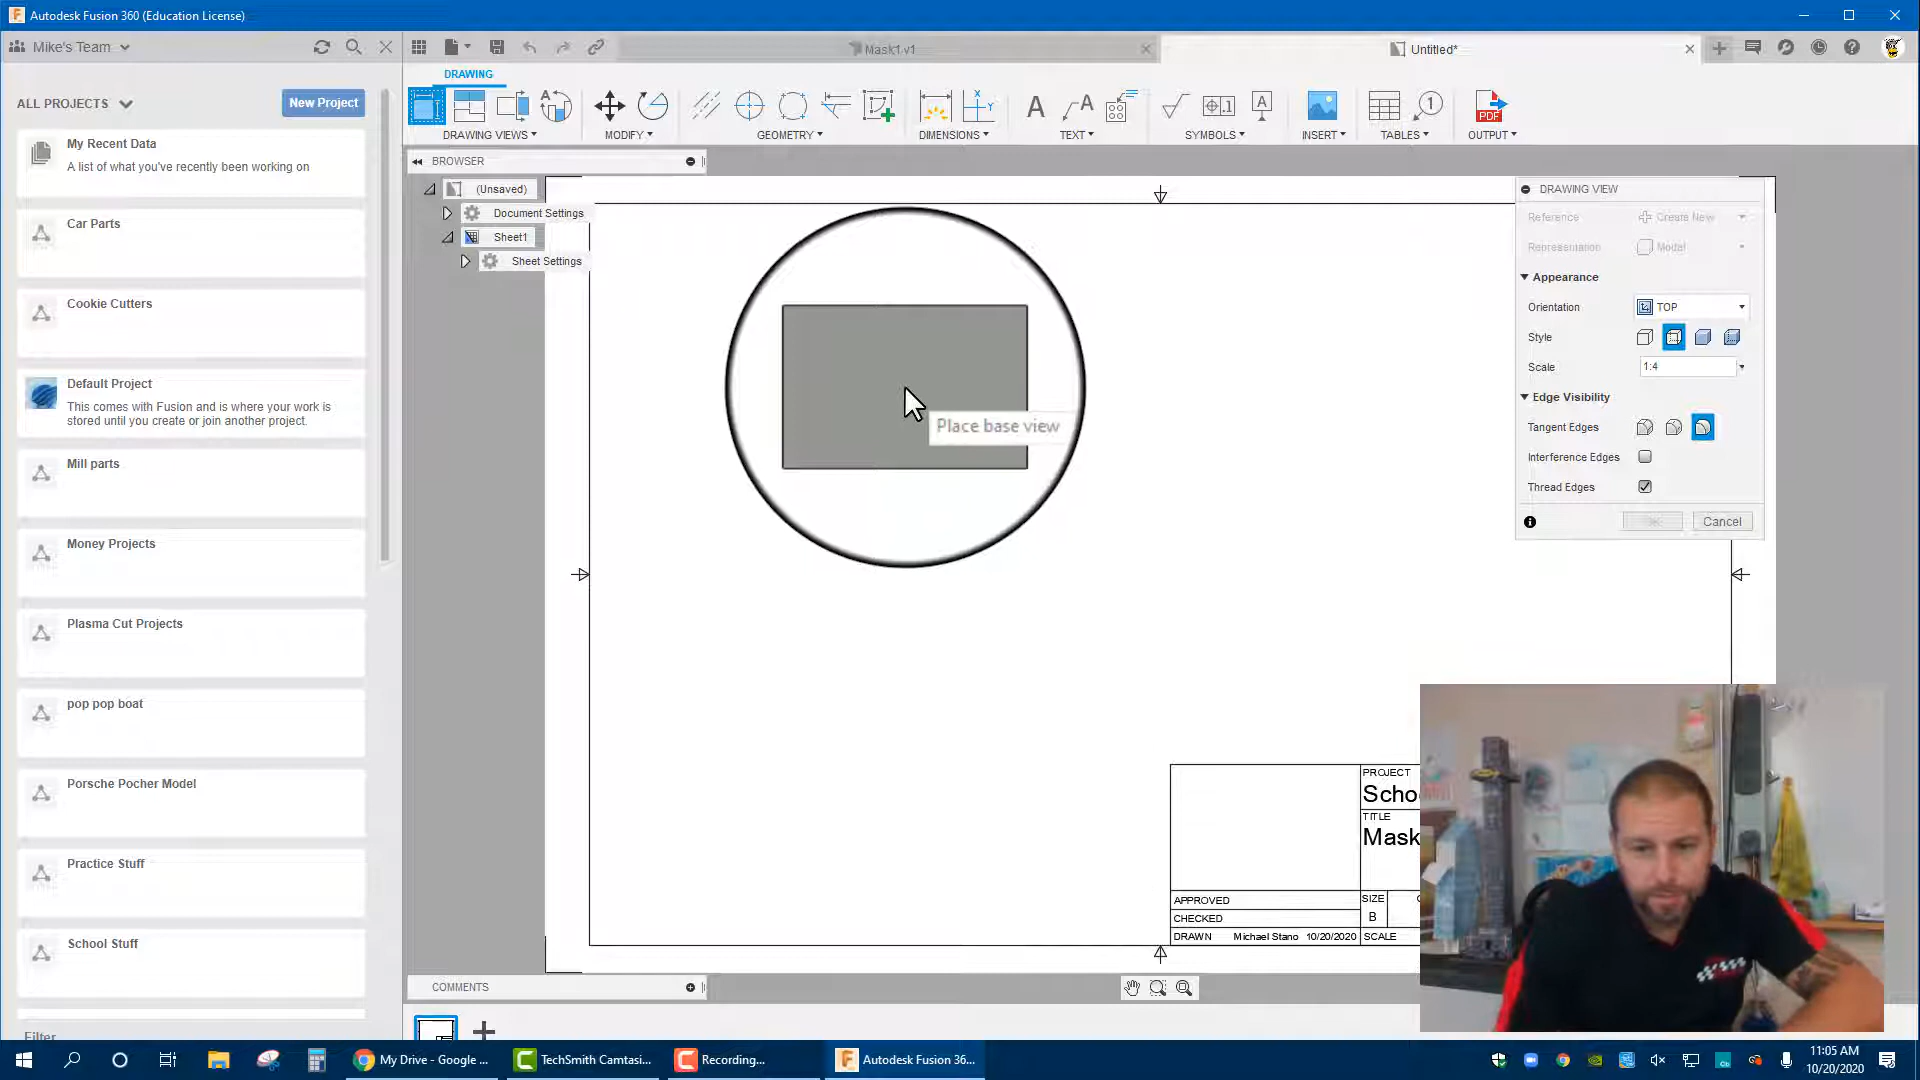 Autodesk Fusion 360 (Education License)
Mike's Team
Mask1 v1
Untitled*
DRAWING
ALL PROJECTS
New Project
DRAWING VIEWS
MODIFY
GEOMETRY
DIMENSIONS
TEXT
SYMBOLS
INSERT
TABLES
PDF
OUTPUT
My Recent Data
A list of what you've recently been working on
Car Parts
Cookie Cutters
Default Project
This comes with Fusion and is where your work is
stored until you create or join another project.
Mill parts
Money Projects
Plasma Cut Projects
pop pop boat
Porsche Pocher Model
Practice Stuff
School Stuff
Filter
BROWSER
(Unsaved)
Document Settings
Sheet1
Sheet Settings
Place base view
DRAWING VIEW
Reference
Create New
Representation
Model
Appearance
Orientation
TOP
Style
Scale
1:4
Edge Visibility
Tangent Edges
Interference Edges
Thread Edges
OK
Cancel
PROJECT
Scho
TITLE
Mask
APPROVED
CHECKED
DRAWN Michael Stano 10/20/2020
SIZE
B
SCALE
COMMENTS
My Drive - Google ...
TechSmith Camtasi...
Recording...
Autodesk Fusion 36...
11:05 AM
10/20/2020